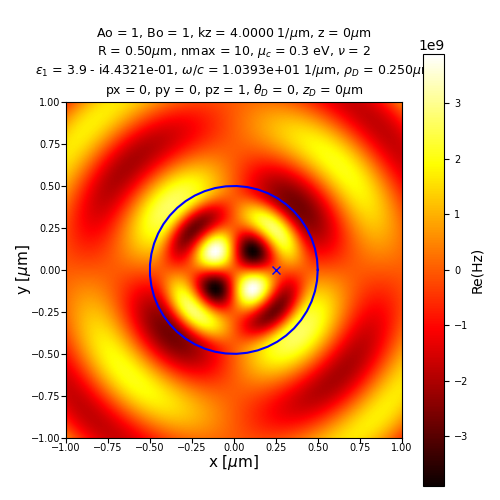 Ao = 1, Bo = 1, kz = 4.0000 1/μm, z = 0μm
R = 0.50μm, nmax = 10, μc = 0.3 eV, ν = 2
ε1 = 3.9 - i4.4321e-01, ω/c = 1.0393e+01 1/μm, ρD = 0.250μm
px = 0, py = 0, pz = 1, θD = 0, zD = 0μm
1e9
1.00
0.75
0.50
0.25
0.00
−0.25
−0.50
−0.75
−1.00
y [μm]
−1.00 −0.75 −0.50 −0.25 0.00 0.25 0.50 0.75 1.00
x [μm]
3
2
1
0
−1
−2
−3
Re(Hz)